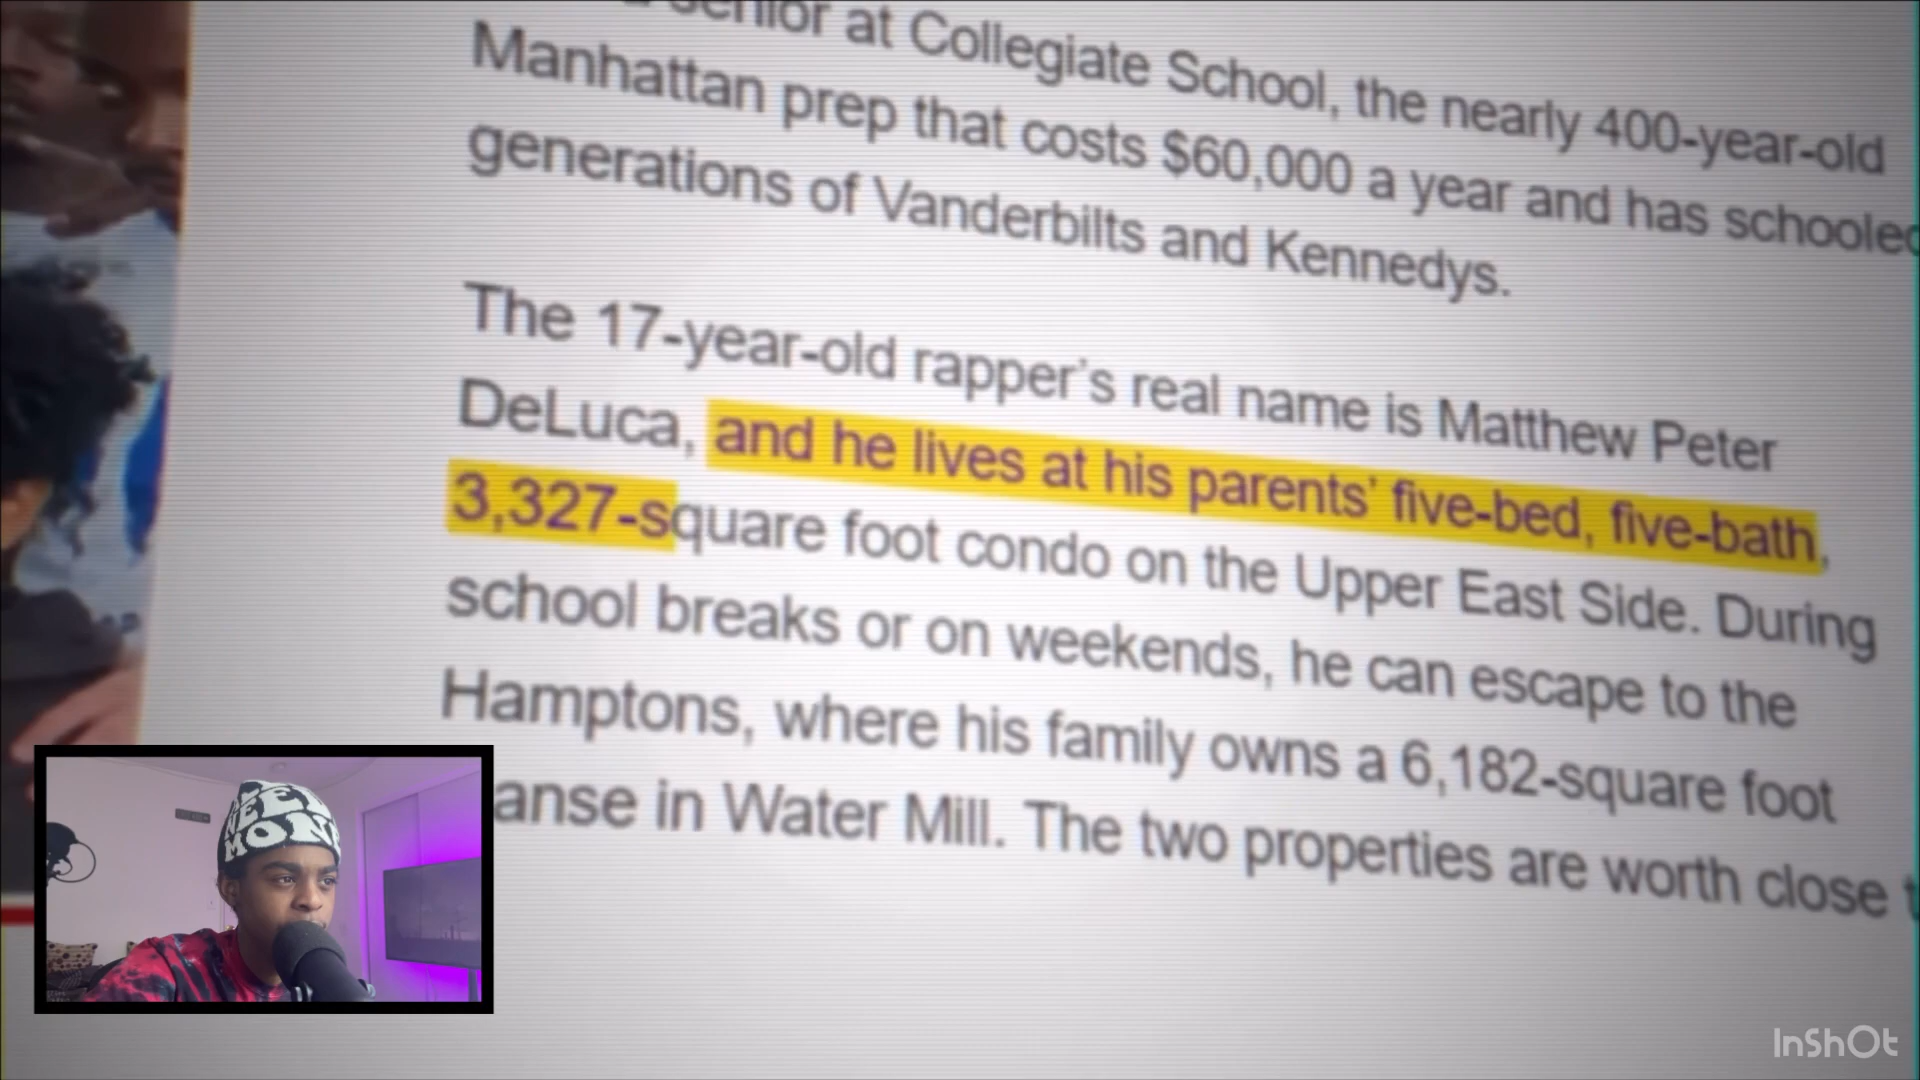 senior at Collegiate School, the nearly 400-year-old
Manhattan prep that costs $60,000 a year and has schooled
generations of Vanderbilts and Kennedys.
The 17-year-old rapper's real name is Matthew Peter
DeLuca, and he lives at his parents' five-bed, five-bath,
3,327-square foot condo on the Upper East Side. During
school breaks or on weekends, he can escape to the
Hamptons, where his family owns a 6,182-square foot
anse in Water Mill. The two properties are worth close t
InShOt